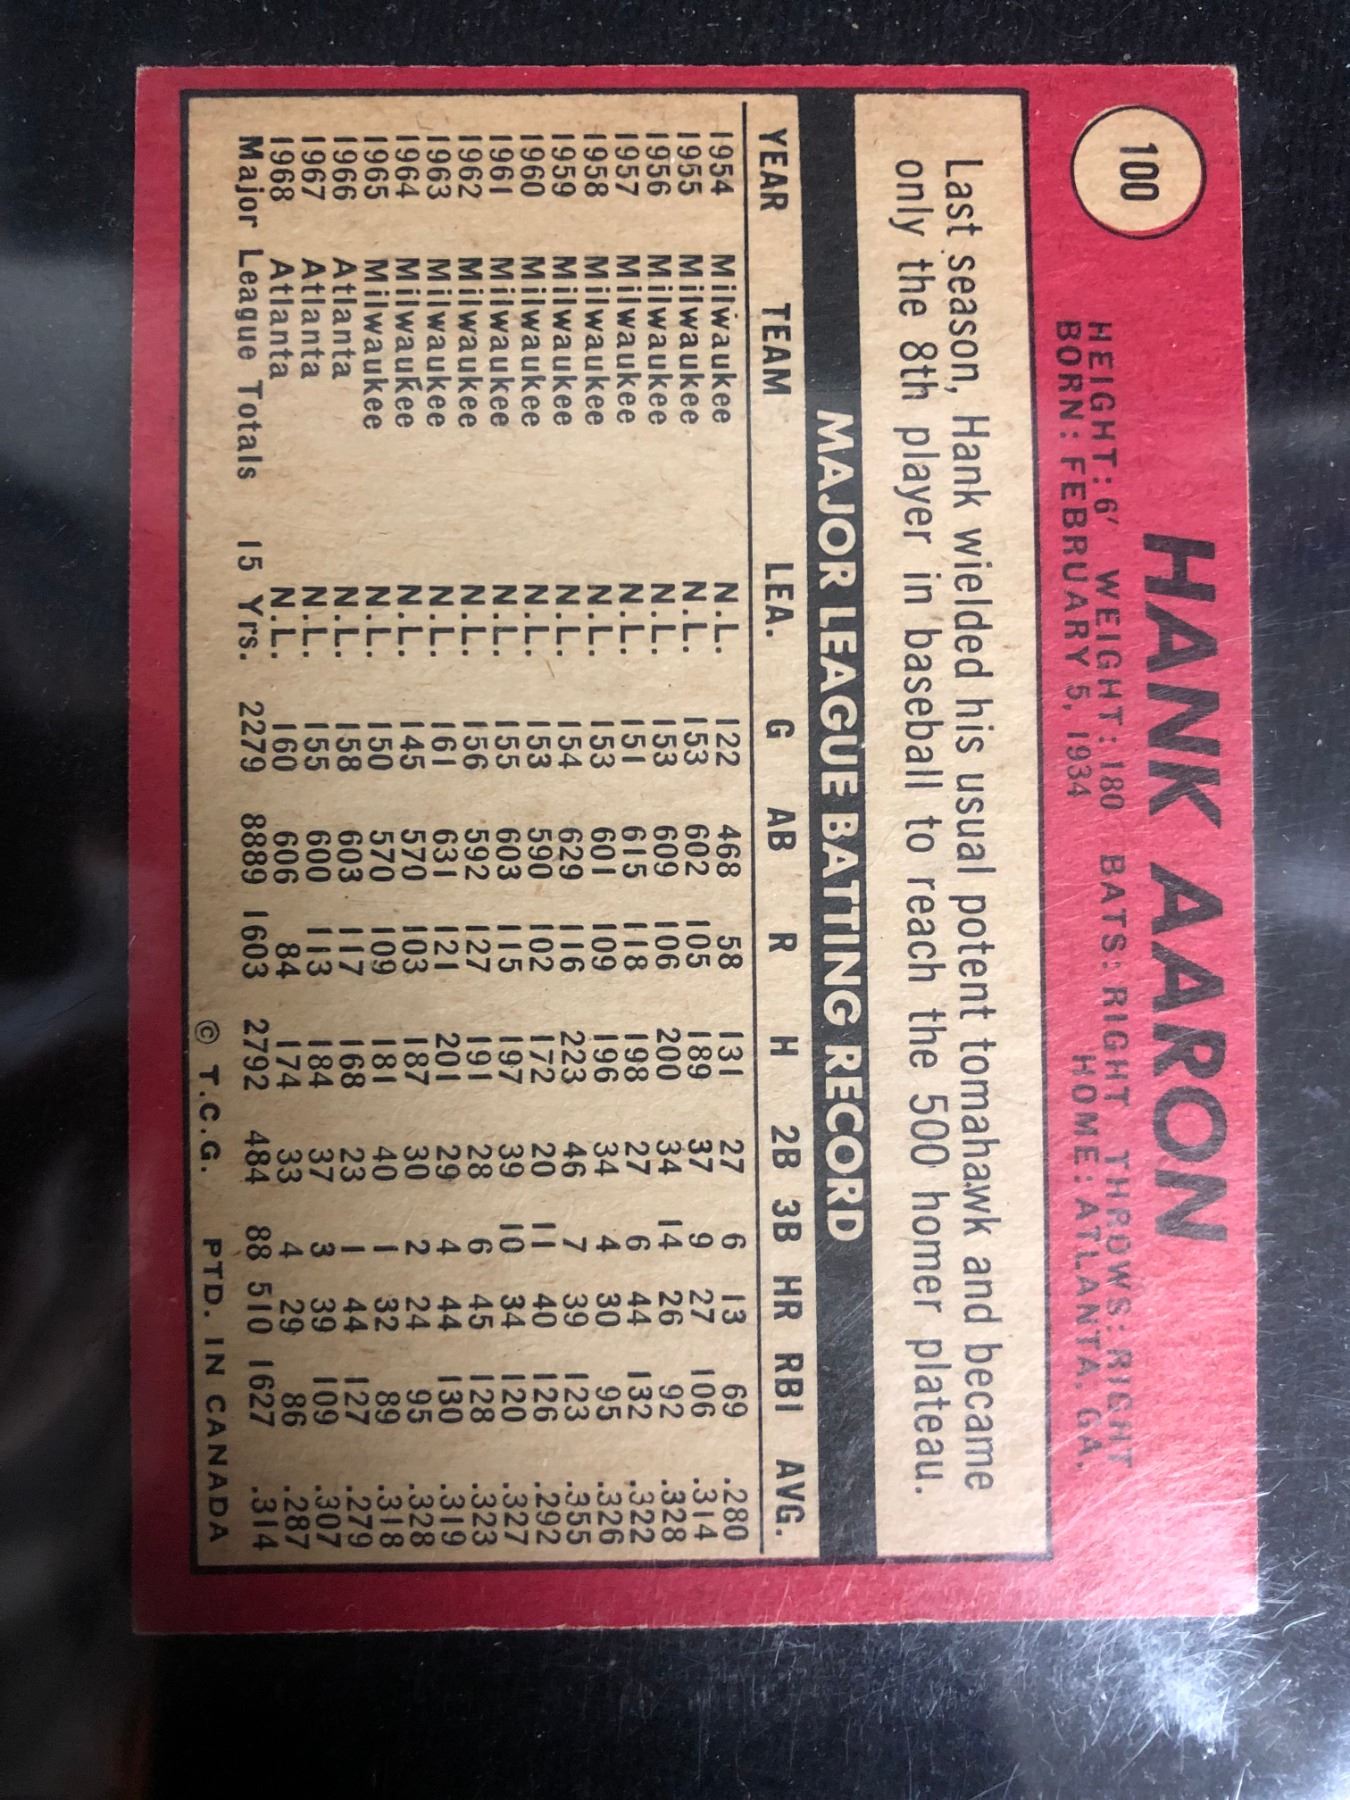 100
HANK AARON
HEIGHT: 6' WEIGHT: 180 BATS: RIGHT THROWS: RIGHT
BORN: FEBRUARY 5, 1934 HOME: ATLANTA, GA.
Last season, Hank wielded his usual potent tomahawk and became
only the 8th player in baseball to reach the 500 homer plateau.
MAJOR LEAGUE BATTING RECORD
YEAR TEAM LEA. G AB R H 2B 3B HR RBI AVG.
1954 Milwaukee N.L. 122 468 58 131 27 6 13 69 .280
1955 Milwaukee N.L. 153 602 105 189 37 9 27 106 .314
1956 Milwaukee N.L. 153 609 106 200 34 14 26 92 .328
1957 Milwaukee N.L. 151 615 118 198 27 6 44 132 .322
1958 Milwaukee N.L. 153 601 109 196 34 4 30 95 .326
1959 Milwaukee N.L. 154 629 116 223 46 7 39 123 .355
1960 Milwaukee N.L. 153 590 102 172 20 11 40 126 .292
1961 Milwaukee N.L. 155 603 115 197 39 10 34 120 .327
1962 Milwaukee N.L. 156 592 127 191 28 6 45 128 .323
1963 Milwaukee N.L. 161 631 121 201 29 4 44 130 .319
1964 Milwaukee N.L. 145 570 103 187 30 2 24 95 .328
1965 Milwaukee N.L. 150 570 109 181 40 1 32 89 .318
1966 Atlanta N.L. 158 603 117 168 23 1 44 127 .279
1967 Atlanta N.L. 155 600 113 184 37 3 39 109 .307
1968 Atlanta N.L. 160 606 84 174 33 4 29 86 .287
Major League Totals 15 Yrs. 2279 8889 1603 2792 484 88 510 1627 .314
© T.C.G. PTD. IN CANADA